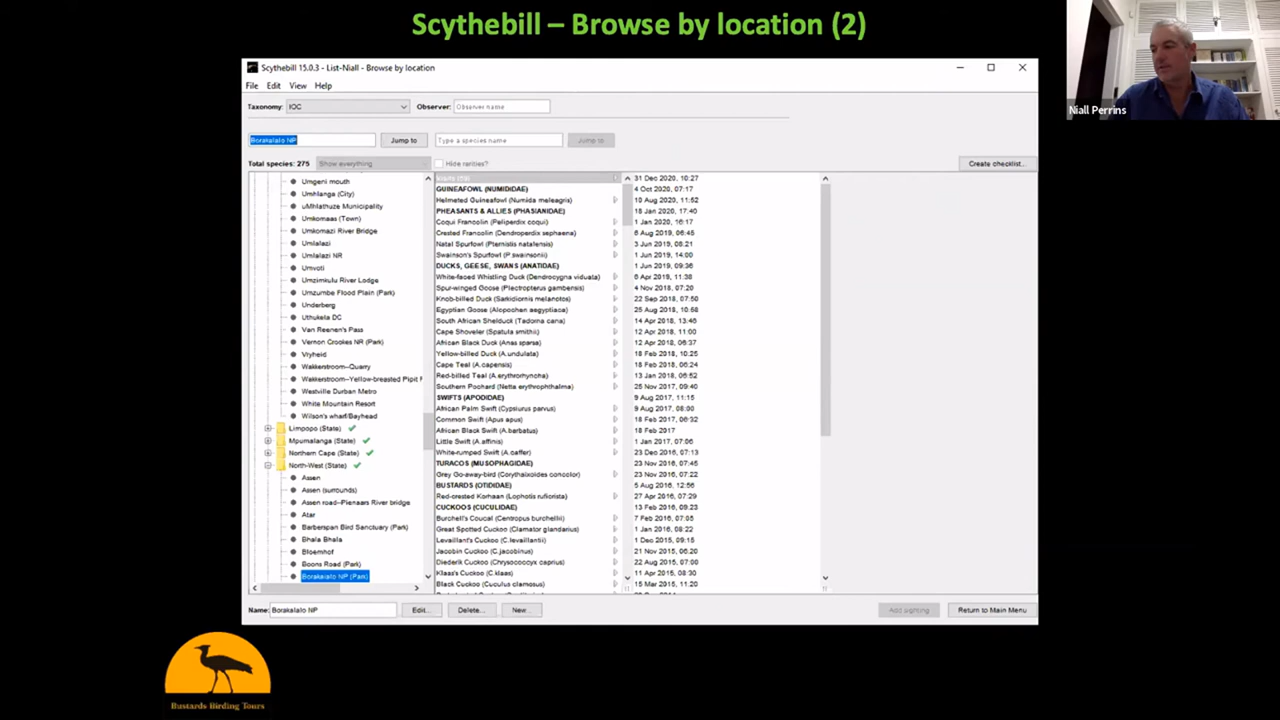 Scythebill – Browse by location (2)
Niall Perrins
Scythebill 15.0.3 - List-Niall - Browse by location
File Edit View Help
Taxonomy: IOC Observer: Observer name
Borakalalo NP Jump to Type a species name Jump to
Total species: 275 Show everything Hide rarities? Create checklist...
Umgeni mouth
Umhlanga (City)
uMhlathuze Municipality
Umkomaas (Town)
Umkomazi River Bridge
Umlalazi
Umlalazi NR
Umvoti
Umzimkulu River Lodge
Umzumbe Flood Plain (Park)
Underberg
Uthukela DC
Van Reenen's Pass
Vernon Crookes NR (Park)
Vryheid
Wakkerstroom--Quarry
Wakkerstroom--Yellow-breasted Pipit F
Westville Durban Metro
White Mountain Resort
Wilson's wharf/Bayhead
Limpopo (State)
Mpumalanga (State)
Northern Cape (State)
North-West (State)
Assen
Assen (surrounds)
Assen road--Pienaars River bridge
Atar
Barberspan Bird Sanctuary (Park)
Bhala Bhala
Bloemhof
Boons Road (Park)
Borakalalo NP (Park)
GUINEAFOWL (NUMIDIDAE)
Helmeted Guineafowl (Numida meleagris)
PHEASANTS & ALLIES (PHASIANIDAE)
Coqui Francolin (Peliperdix coqui)
Crested Francolin (Dendroperdix sephaena)
Natal Spurfowl (Pternistis natalensis)
Swainson's Spurfowl (P.swainsonii)
DUCKS, GEESE, SWANS (ANATIDAE)
White-faced Whistling Duck (Dendrocygna viduata)
Spur-winged Goose (Plectropterus gambensis)
Knob-billed Duck (Sarkidiornis melanotos)
Egyptian Goose (Alopochen aegyptiaca)
South African Shelduck (Tadorna cana)
Cape Shoveler (Spatula smithii)
African Black Duck (Anas sparsa)
Yellow-billed Duck (A.undulata)
Cape Teal (A.capensis)
Red-billed Teal (A.erythrorhyncha)
Southern Pochard (Netta erythrophthalma)
SWIFTS (APODIDAE)
African Palm Swift (Cypsiurus parvus)
Common Swift (Apus apus)
African Black Swift (A.barbatus)
Little Swift (A.affinis)
White-rumped Swift (A.caffer)
TURACOS (MUSOPHAGIDAE)
Grey Go-away-bird (Corythaixoides concolor)
BUSTARDS (OTIDIDAE)
Red-crested Korhaan (Lophotis ruficrista)
CUCKOOS (CUCULIDAE)
Burchell's Coucal (Centropus burchellii)
Great Spotted Cuckoo (Clamator glandarius)
Levaillant's Cuckoo (C.levaillantii)
Jacobin Cuckoo (C.jacobinus)
Diederik Cuckoo (Chrysococcyx caprius)
Klaas's Cuckoo (C.klaas)
Black Cuckoo (Cuculus clamosus)
31 Dec 2020, 10:27
4 Oct 2020, 07:17
10 Aug 2020, 11:52
18 Jan 2020, 17:40
1 Jan 2020, 16:17
6 Aug 2019, 06:45
3 Jun 2019, 08:21
1 Jun 2019, 14:00
1 Jun 2019, 09:36
6 Apr 2019, 11:38
4 Nov 2018, 07:20
22 Sep 2018, 07:50
25 Aug 2018, 10:58
14 Apr 2018, 13:46
12 Apr 2018, 11:00
12 Apr 2018, 06:37
18 Feb 2018, 10:25
18 Feb 2018, 06:24
13 Jan 2018, 06:52
25 Nov 2017, 09:40
9 Aug 2017, 11:15
9 Aug 2017, 08:00
18 Feb 2017, 06:32
18 Feb 2017
1 Jan 2017, 07:06
23 Dec 2016, 07:13
23 Nov 2016, 07:45
23 Nov 2016, 07:22
5 Aug 2016, 12:56
27 Apr 2016, 07:29
13 Feb 2016, 09:23
7 Feb 2016, 07:05
1 Jan 2016, 08:22
1 Dec 2015, 09:15
21 Nov 2015, 06:20
22 Aug 2015, 07:00
11 Apr 2015, 08:30
15 Mar 2015, 11:20
Name: Borakalalo NP Edit... Delete... New... Add sighting Return to Main Menu
Bustards Birding Tours